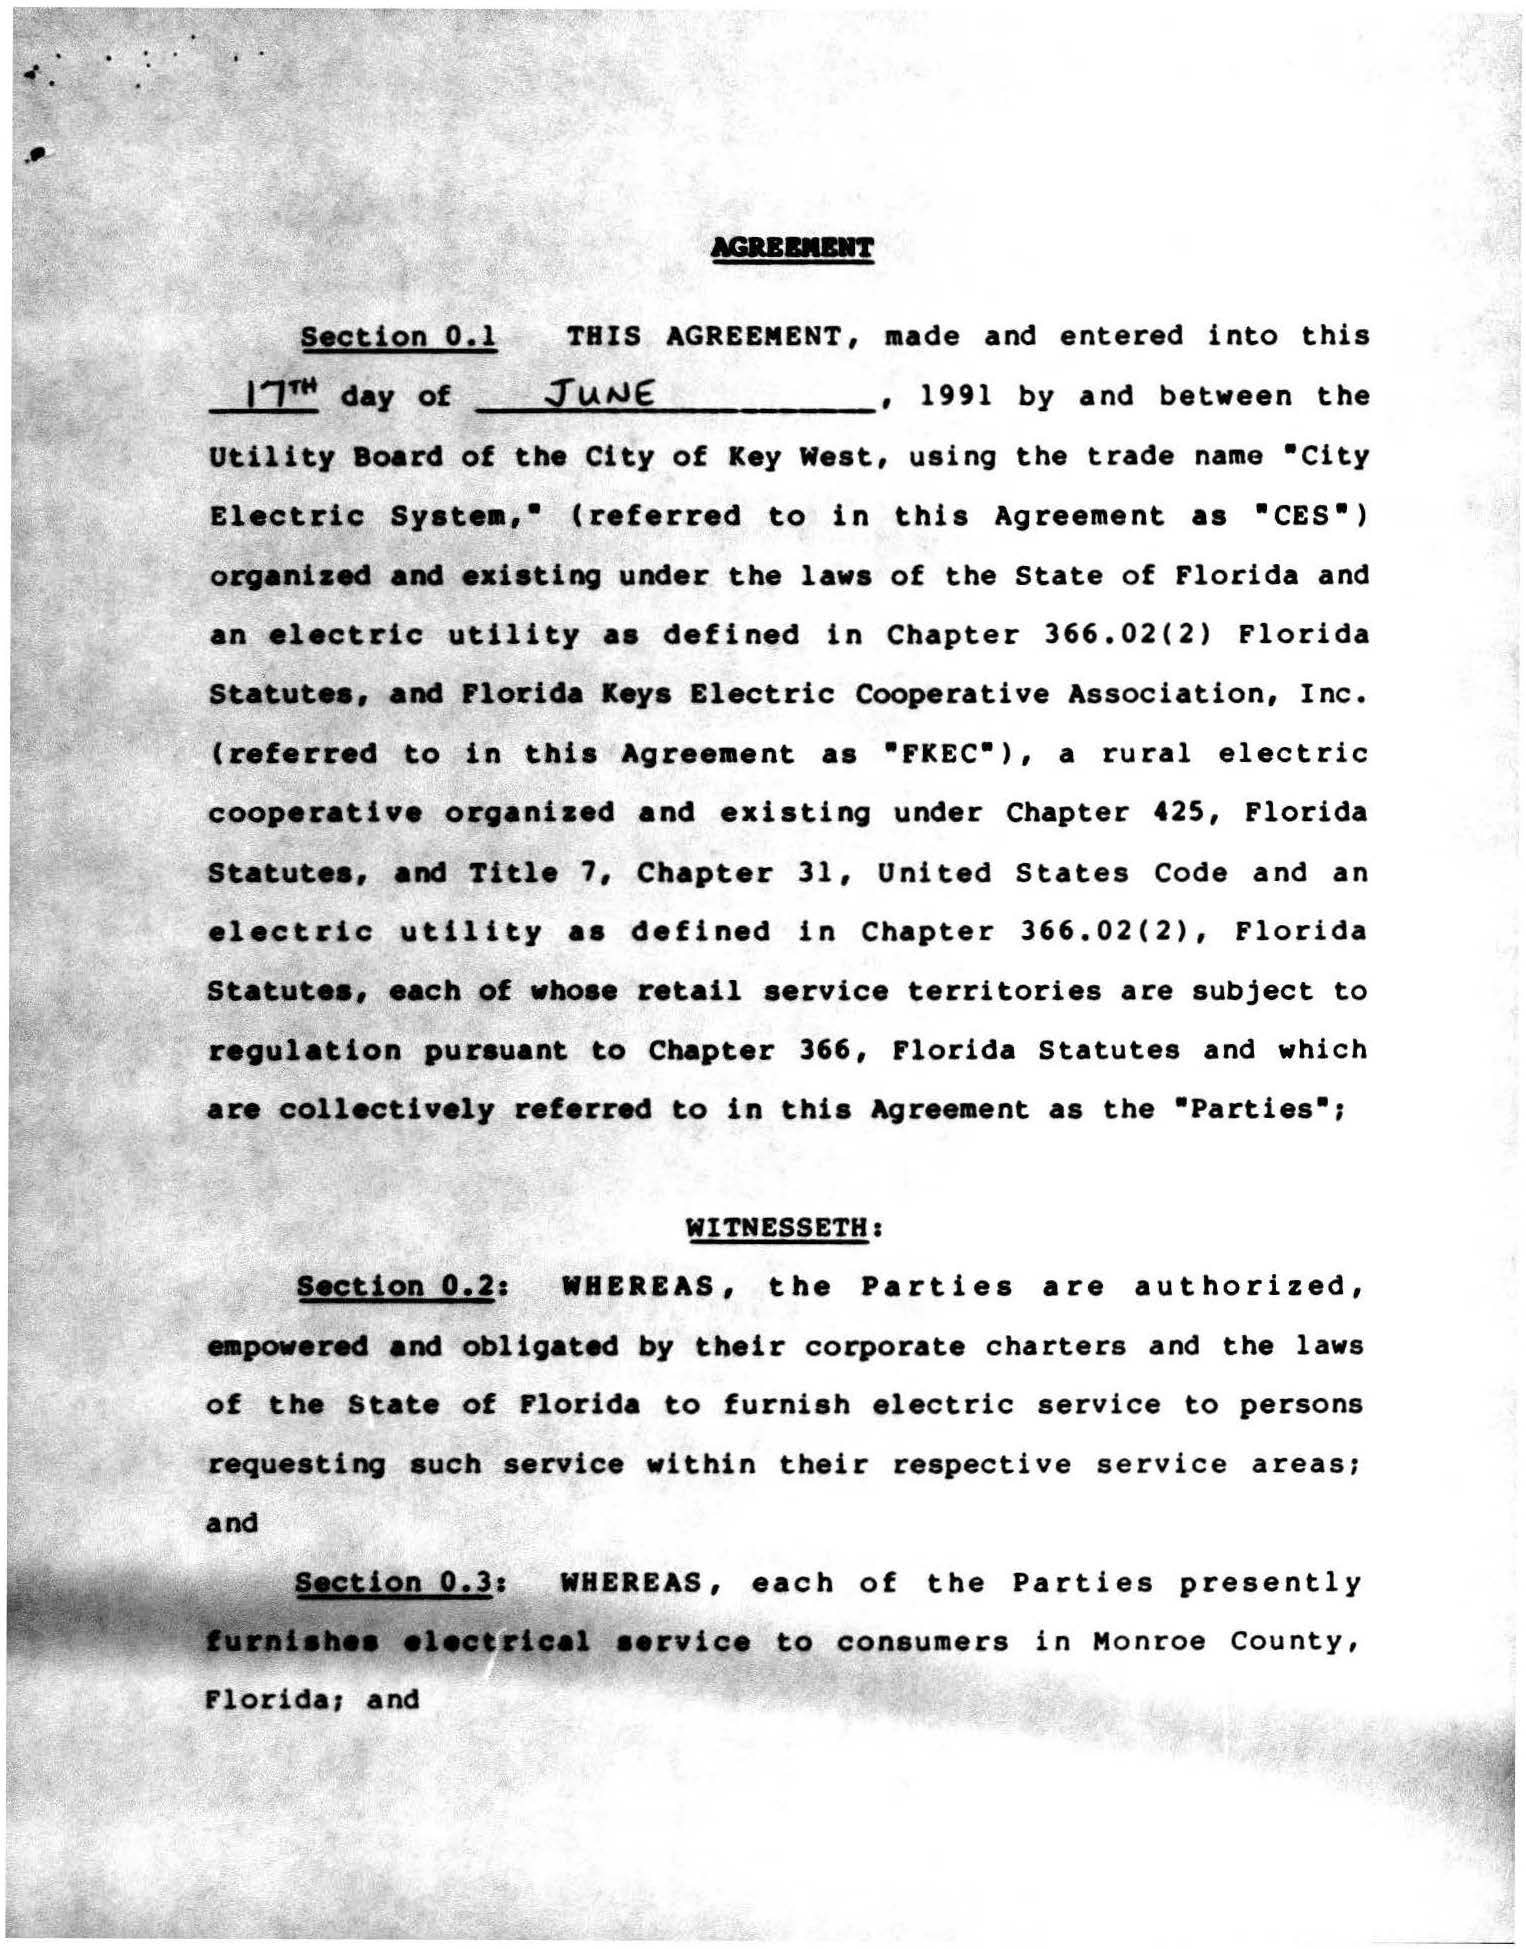 AGREEMENT
Section 0.1 THIS AGREEMENT, made and entered into this
17TH day of JUNE, 1991 by and between the
Utility Board of the City of Key West, using the trade name "City
Electric System," (referred to in this Agreement as "CES")
organized and existing under the laws of the State of Florida and
an electric utility as defined in Chapter 366.02(2) Florida
Statutes, and Florida Keys Electric Cooperative Association, Inc.
(referred to in this Agreement as "FKEC"), a rural electric
cooperative organized and existing under Chapter 425, Florida
Statutes, and Title 7, Chapter 31, United States Code and an
electric utility as defined in Chapter 366.02(2), Florida
Statutes, each of whose retail service territories are subject to
regulation pursuant to Chapter 366, Florida Statutes and which
are collectively referred to in this Agreement as the "Parties";
WITNESSETH:
Section 0.2: WHEREAS, the Parties are authorized,
empowered and obligated by their corporate charters and the laws
of the State of Florida to furnish electric service to persons
requesting such service within their respective service areas;
and
Section 0.3: WHEREAS, each of the Parties presently
furnishes electrical service to consumers in Monroe County,
Florida; and